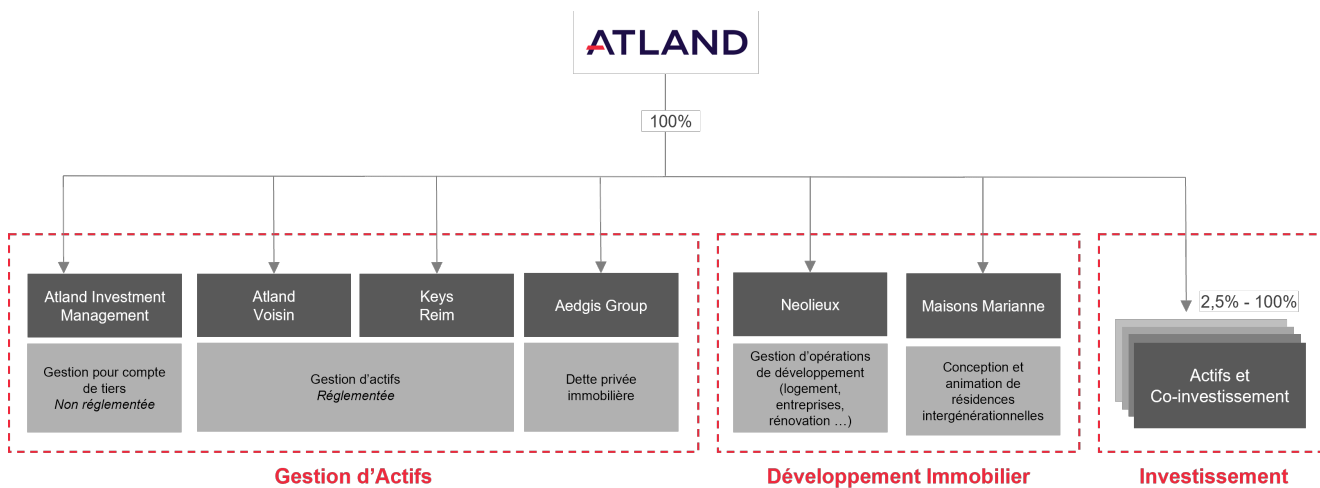 ATLAND
100%
Atland Investment
Management
Atland
Voisin
Keys
Reim
Aedgis Group
Neolieux
Maisons Marianne
2,5% - 100%
Gestion pour compte
de tiers
Non réglementée
Gestion d'actifs
Réglementée
Dette privée
immobilière
Gestion d'opérations
de développement
(logement,
entreprises,
rénovation …)
Conception et
animation de
résidences
intergénérationnelles
Actifs et
Co-investissement
Gestion d'Actifs
Développement Immobilier
Investissement